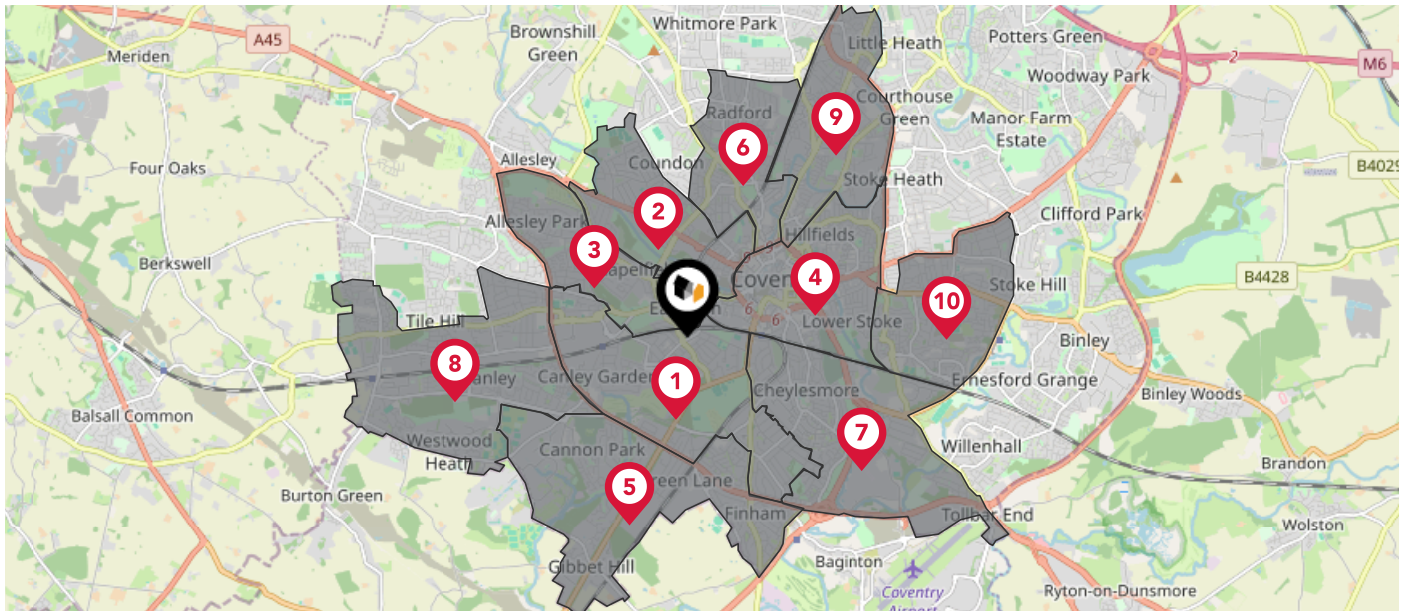 Whitmore Park
Brownshill
Green
A45
Meriden
Little Heath
Potters Green
2
M6
Woodway Park
Courthouse
Green
9
Radford
Manor Farm
Estate
6
Four Oaks
Allesley
Coundon
B4029
Stoke Heath
2
Clifford Park
Allesley Park
Hillfields
3
Berkswell
4
B4428
Stoke Hill
10
6
6
Lower Stoke
Tile Hill
Binley
8
Canley Garden
1
Cheylesmore
Ernesford Grange
Binley Woods
Balsall Common
7
Westwood
Heath
Cannon Park
Willenhall
Brandon
5
Burton Green
Finham
Tollbar End
Wolston
Gibbet Hill
Baginton
Coventry
Airport
Ryton-on-Dunsmore